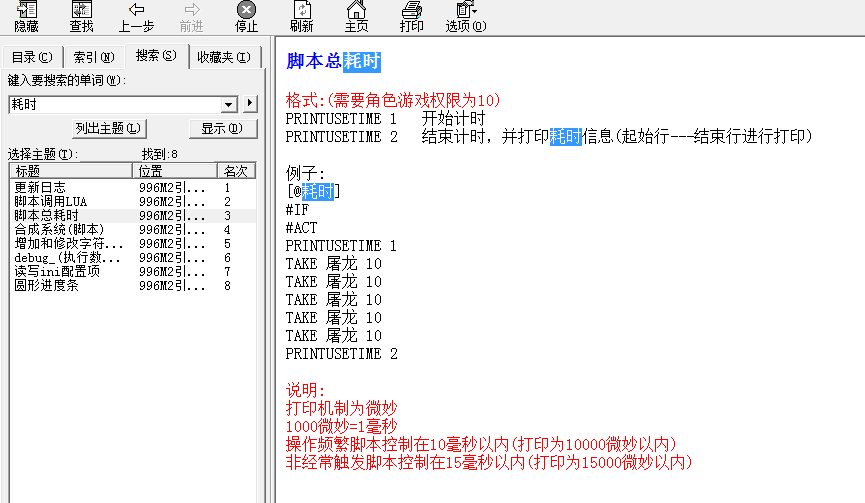 隐藏 查找 上一步 前进 停止 刷新 主页 打印 选项(O)
目录(C) 索引(N) 搜索(S) 收藏夹(I)
键入要搜索的单词(W):
耗时
列出主题(L) 显示(D)
选择主题(T): 找到:8
标题 位置 名次
更新日志 996M2引... 1
脚本调用LUA 996M2引... 2
脚本总耗时 996M2引... 3
合成系统(脚本) 996M2引... 4
增加和修改字符... 996M2引... 5
debug_(执行数... 996M2引... 6
读写ini配置项 996M2引... 7
圆形进度条 996M2引... 8
脚本总耗时
格式:(需要角色游戏权限为10)
PRINTUSETIME 1 开始计时
PRINTUSETIME 2 结束计时，并打印耗时信息(起始行---结束行进行打印)
例子:
[@耗时]
#IF
#ACT
PRINTUSETIME 1
TAKE 屠龙 10
TAKE 屠龙 10
TAKE 屠龙 10
TAKE 屠龙 10
TAKE 屠龙 10
PRINTUSETIME 2
说明:
打印机制为微妙
1000微妙=1毫秒
操作频繁脚本控制在10毫秒以内(打印为10000微妙以内)
非经常触发脚本控制在15毫秒以内(打印为15000微妙以内)